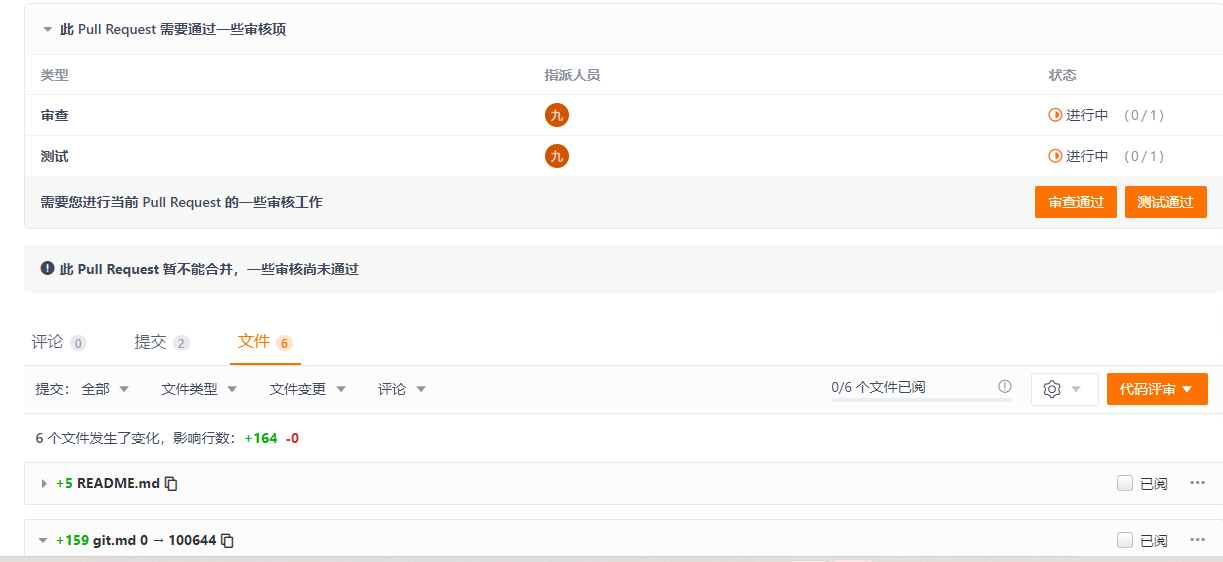 此 Pull Request 需要通过一些审核项
类型 指派人员 状态
审查 九 进行中 (0/1)
测试 九 进行中 (0/1)
需要您进行当前 Pull Request 的一些审核工作 审查通过 测试通过
此 Pull Request 暂不能合并，一些审核尚未通过
评论 0 提交 2 文件 6
提交： 全部 文件类型 文件变更 评论 0/6 个文件已阅 代码评审
6 个文件发生了变化，影响行数： +164 -0
+5 README.md 已阅
+159 git.md 0 → 100644 已阅